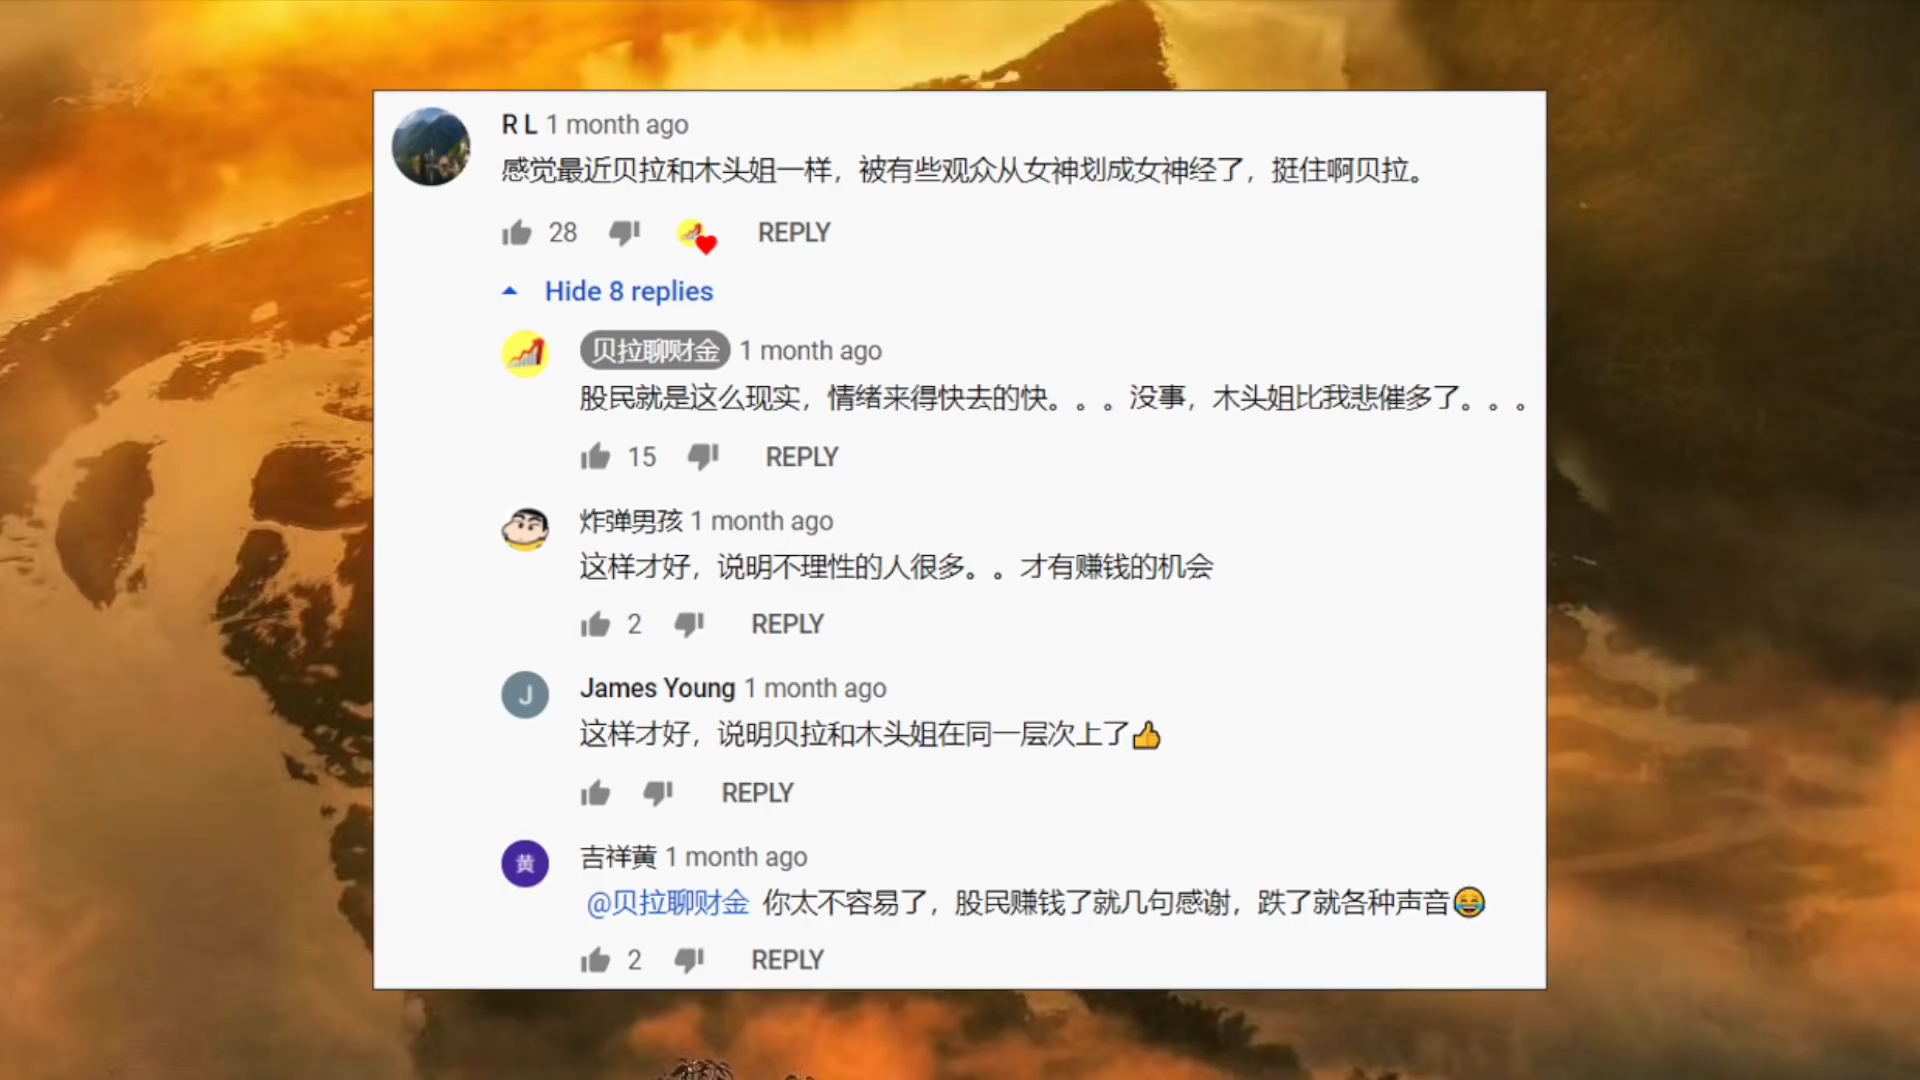 R L 1 month ago
感觉最近贝拉和木头姐一样，被有些观众从女神划成女神经了，挺住啊贝拉。
28 REPLY
Hide 8 replies
贝拉聊财金 1 month ago
股民就是这么现实，情绪来得快去的快。。。没事，木头姐比我悲催多了。。。
15 REPLY
炸弹男孩 1 month ago
这样才好，说明不理性的人很多。。才有赚钱的机会
2 REPLY
J
James Young 1 month ago
这样才好，说明贝拉和木头姐在同一层次上了👍
REPLY
黄
吉祥黄 1 month ago
@贝拉聊财金 你太不容易了，股民赚钱了就几句感谢，跌了就各种声音😂
2 REPLY